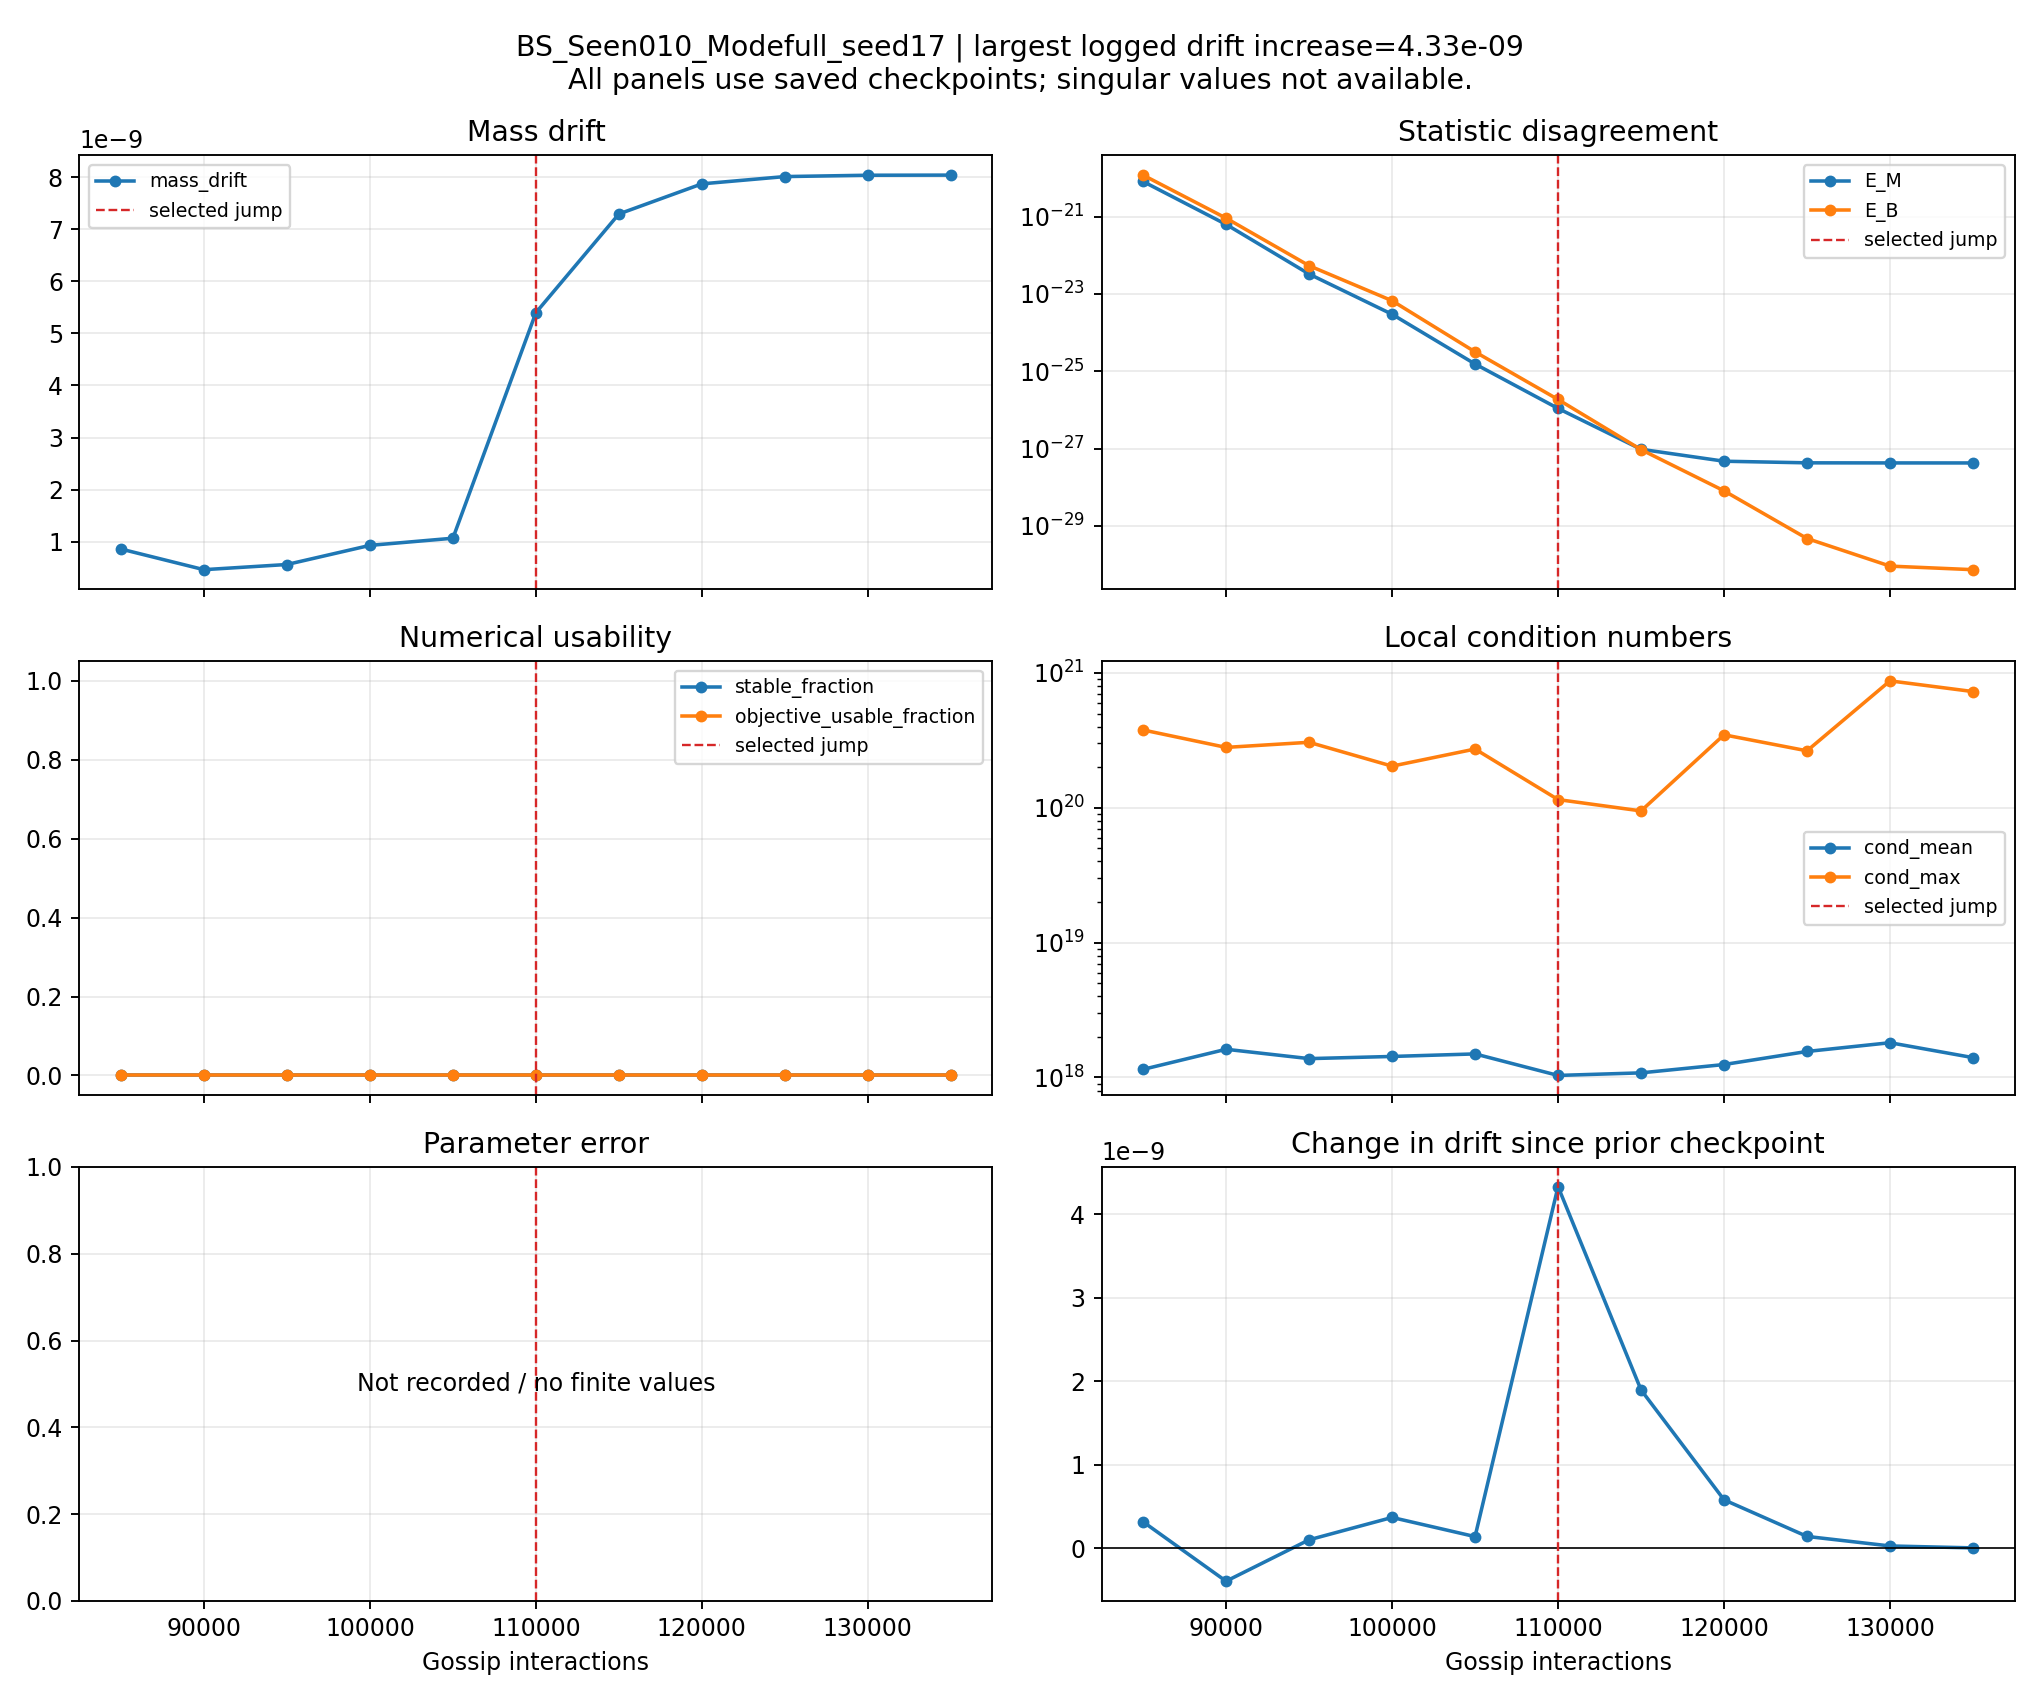 BS_Seen010_Modefull_seed17 | largest logged drift increase=4.33e-09
All panels use saved checkpoints; singular values not available.
Mass drift
1e−9
8
7
6
5
4
3
2
1
mass_drift
selected jump
Statistic disagreement
10−21
10−23
10−25
10−27
10−29
E_M
E_B
selected jump
Numerical usability
1.0
0.8
0.6
0.4
0.2
0.0
stable_fraction
objective_usable_fraction
selected jump
Local condition numbers
10^21
10^20
10^19
10^18
cond_mean
cond_max
selected jump
Parameter error
1.0
0.8
0.6
0.4
0.2
0.0
Not recorded / no finite values
90000 100000 110000 120000 130000
Gossip interactions
Change in drift since prior checkpoint
1e−9
4
3
2
1
0
90000 100000 110000 120000 130000
Gossip interactions